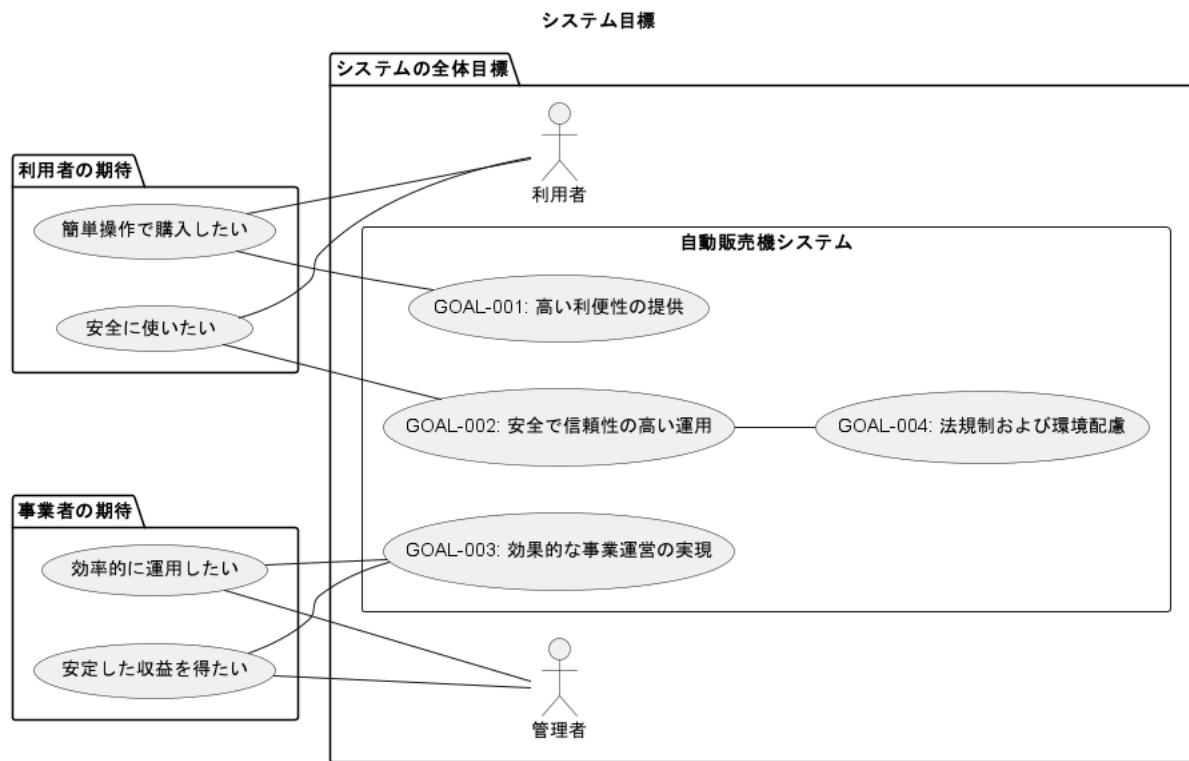 システム目標
システムの全体目標
利用者
利用者の期待
簡単操作で購入したい
安全に使いたい
自動販売機システム
GOAL-001: 高い利便性の提供
GOAL-002: 安全で信頼性の高い運用
GOAL-004: 法規制および環境配慮
事業者の期待
効率的に運用したい
安定した収益を得たい
GOAL-003: 効果的な事業運営の実現
管理者